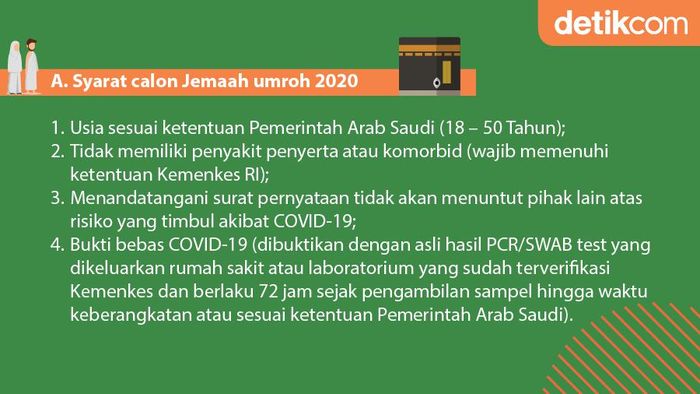 detikcom
A. Syarat calon Jemaah umroh 2020
1. Usia sesuai ketentuan Pemerintah Arab Saudi (18 – 50 Tahun);
2. Tidak memiliki penyakit penyerta atau komorbid (wajib memenuhi
ketentuan Kemenkes RI);
3. Menandatangani surat pernyataan tidak akan menuntut pihak lain atas
risiko yang timbul akibat COVID-19;
4. Bukti bebas COVID-19 (dibuktikan dengan asli hasil PCR/SWAB test yang
dikeluarkan rumah sakit atau laboratorium yang sudah terverifikasi
Kemenkes dan berlaku 72 jam sejak pengambilan sampel hingga waktu
keberangkatan atau sesuai ketentuan Pemerintah Arab Saudi).